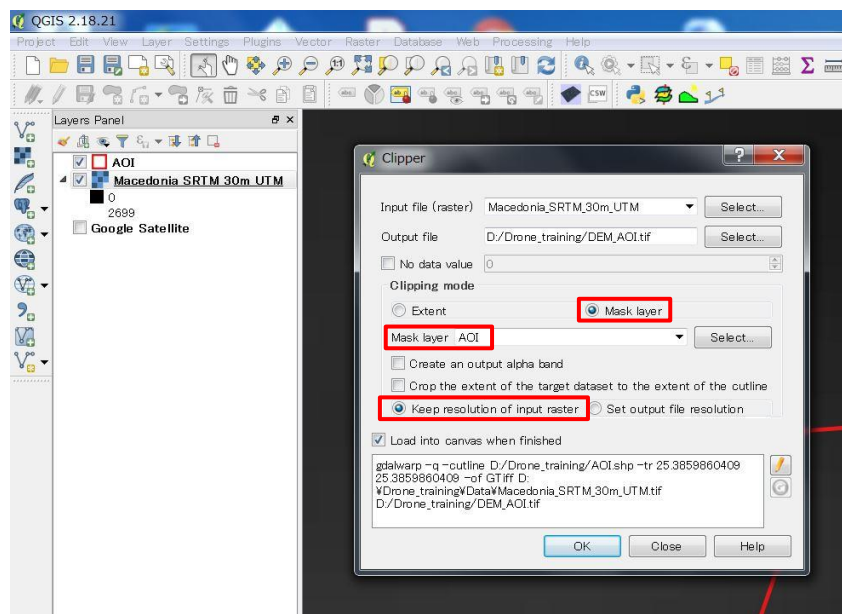 QGIS 2.18.21
Project Edit View Layer Settings Plugins Vector Raster Database Web Processing Help
Layers Panel
AOI
Macedonia SRTM 30m UTM
0
2699
Google Satellite
Clipper
Input file (raster) Macedonia_SRTM_30m_UTM Select...
Output file D:/Drone_training/DEM_AOI.tif Select...
No data value 0
Clipping mode
Extent Mask layer
Mask layer AOI Select...
Create an output alpha band
Crop the extent of the target dataset to the extent of the cutline
Keep resolution of input raster Set output file resolution
Load into canvas when finished
gdalwarp -q -cutline D:/Drone_training/AOI.shp -tr 25.3859860409
25.3859860409 -of GTiff D:
¥Drone_training¥Data¥Macedonia_SRTM_30m_UTM.tif
D:/Drone_training/DEM_AOI.tif
OK Close Help